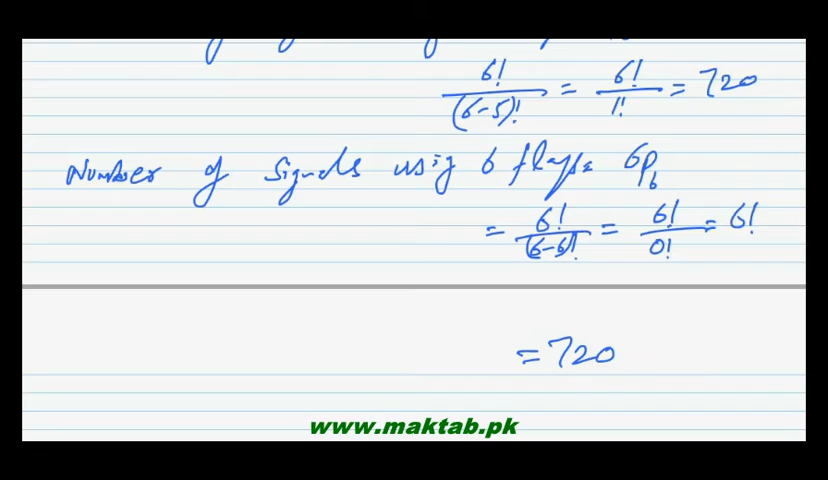 6!/(6-5)! = 6!/1! = 720
Number of Signals using 6 flags = 6P6
= 6!/(6-6)! = 6!/0! = 6!
= 720
www.maktab.pk